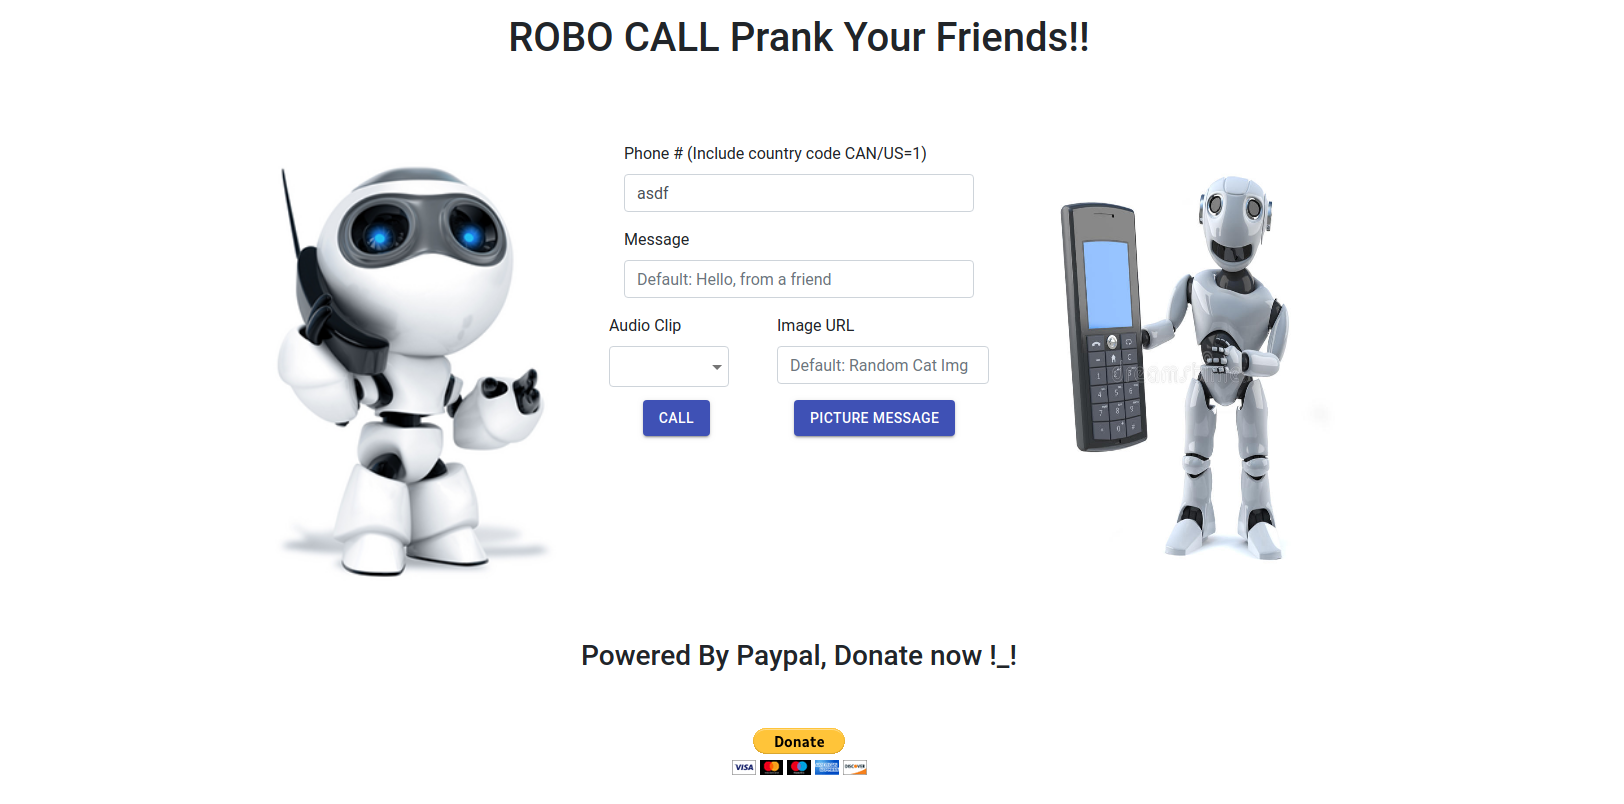 ROBO CALL Prank Your Friends!!
Phone # (Include country code CAN/US=1)
asdf
Message
Default: Hello, from a friend
Audio Clip
Image URL
Default: Random Cat Img
CALL
PICTURE MESSAGE
Powered By Paypal, Donate now !_!
Donate
VISA
DISCOVER